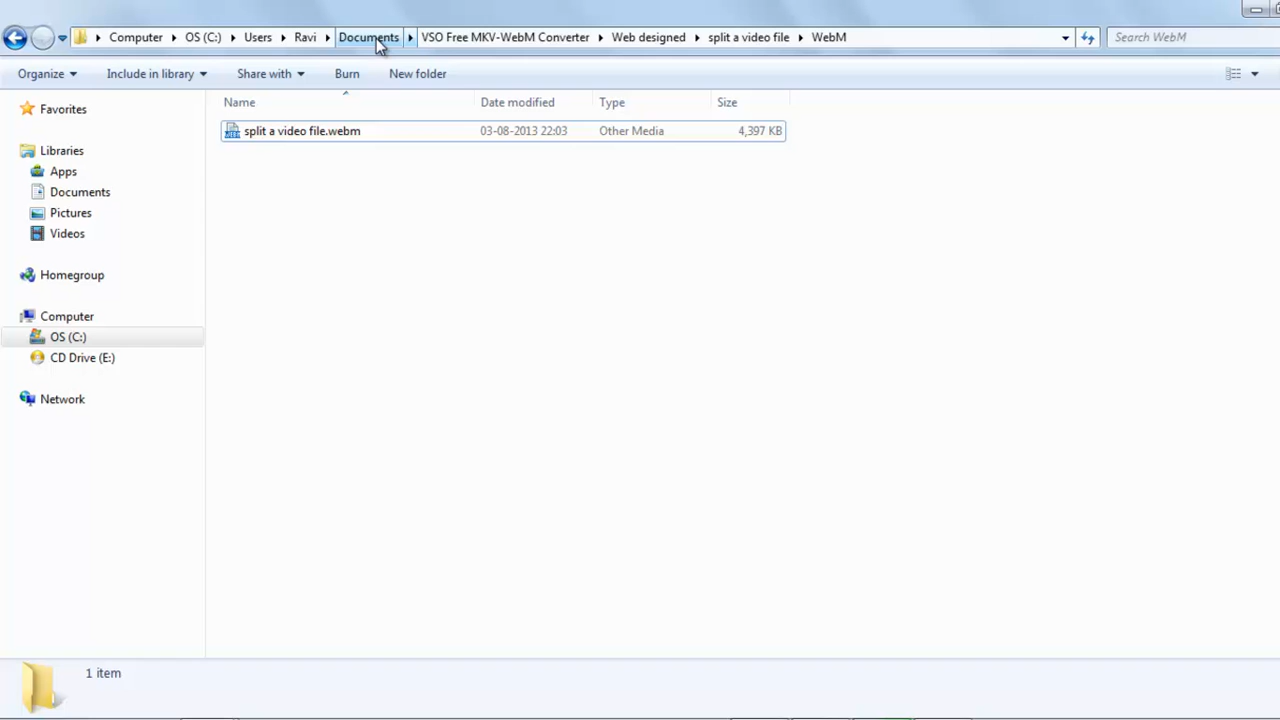 Computer OS (C:) Users Ravi Documents VSO Free MKV-WebM Converter Web designed split a video file WebM Search WebM
Organize Include in library Share with Burn New folder
Name Date modified Type Size
split a video file.webm 03-08-2013 22:03 Other Media 4,397 KB
Favorites
Libraries
Apps
Documents
Pictures
Videos
Homegroup
Computer
OS (C:)
CD Drive (E:)
Network
1 item